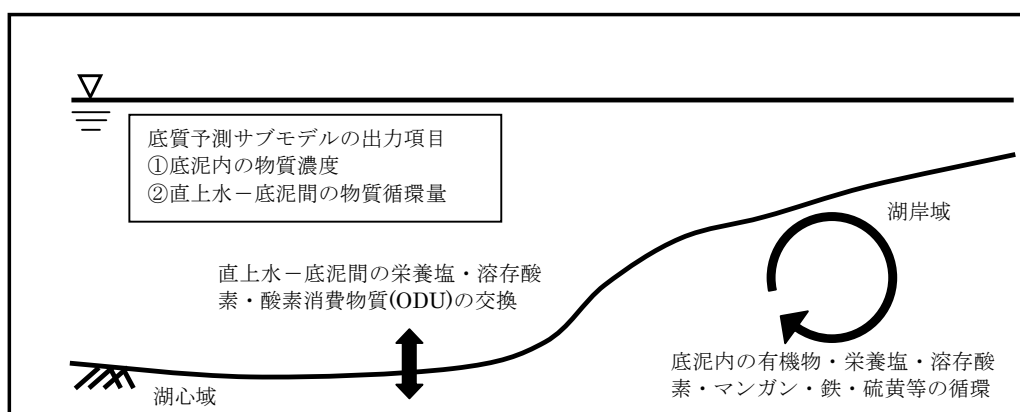 底質予測サブモデルの出力項目
①底泥内の物質濃度
②直上水－底泥間の物質循環量
湖岸域
直上水－底泥間の栄養塩・溶存酸
素・酸素消費物質(ODU)の交換
底泥内の有機物・栄養塩・溶存酸
素・マンガン・鉄・硫黄等の循環
湖心域